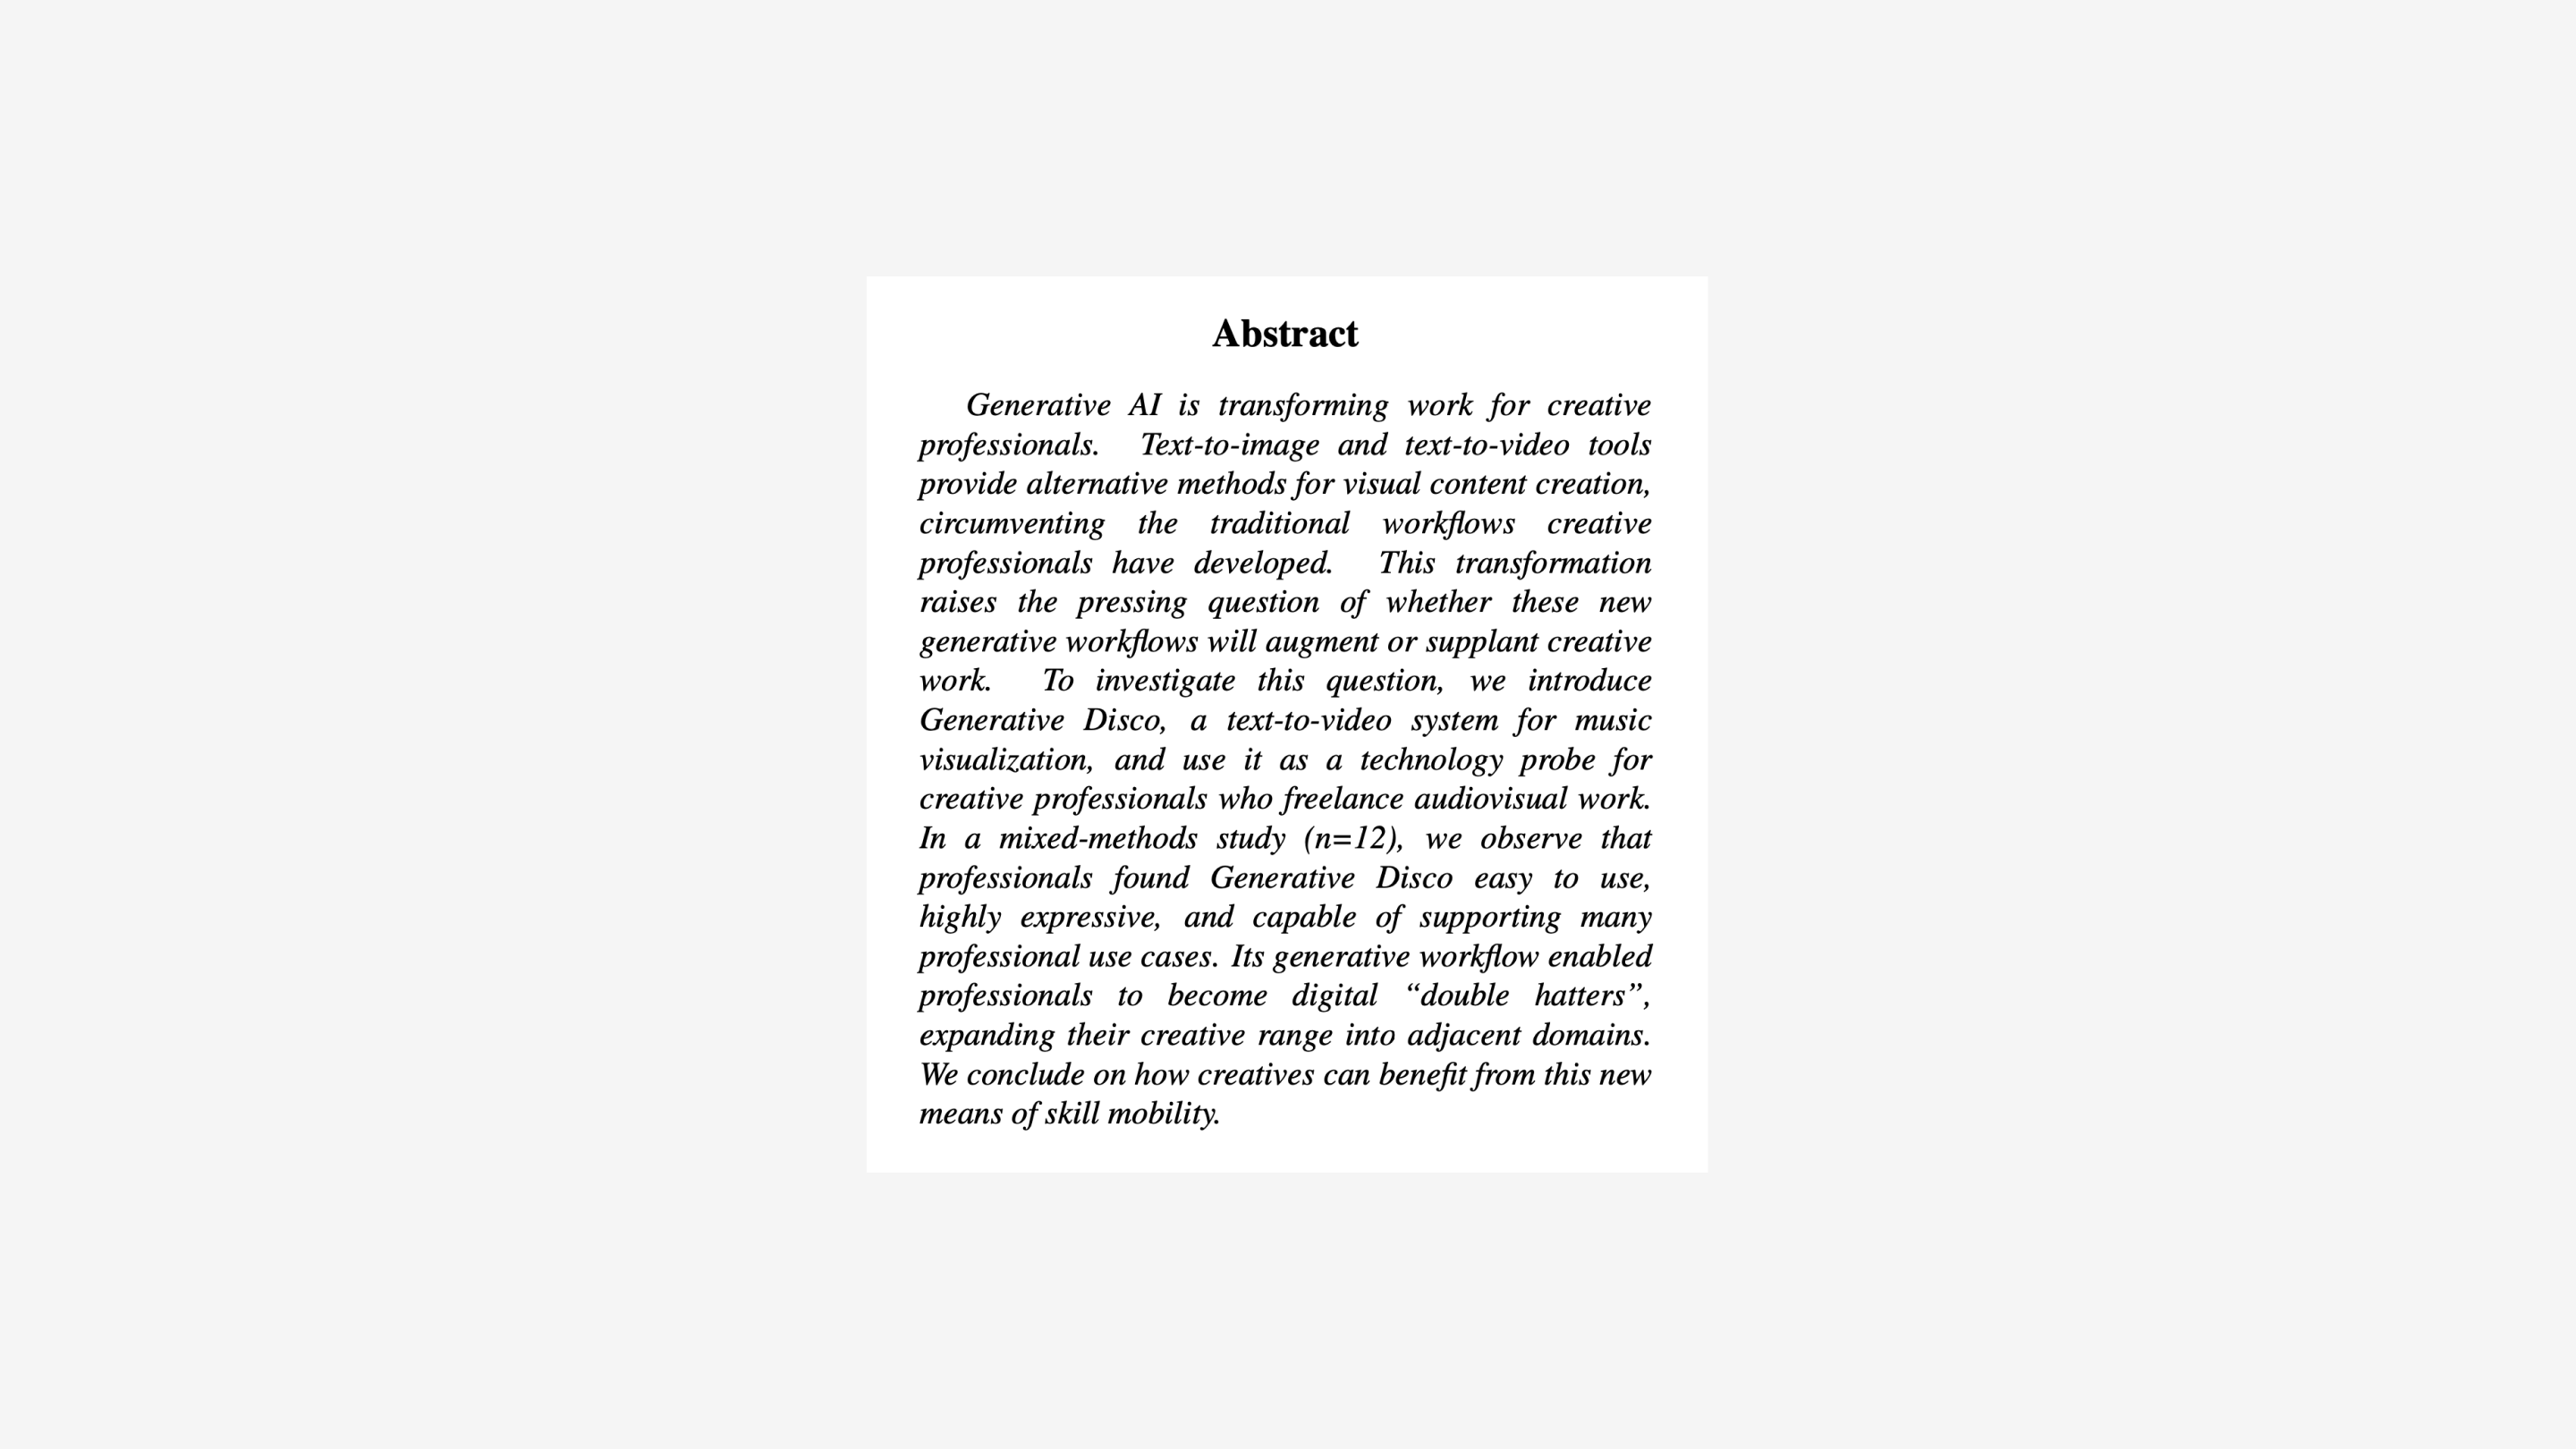 Abstract
Generative AI is transforming work for creative
professionals. Text-to-image and text-to-video tools
provide alternative methods for visual content creation,
circumventing the traditional workflows creative
professionals have developed. This transformation
raises the pressing question of whether these new
generative workflows will augment or supplant creative
work. To investigate this question, we introduce
Generative Disco, a text-to-video system for music
visualization, and use it as a technology probe for
creative professionals who freelance audiovisual work.
In a mixed-methods study (n=12), we observe that
professionals found Generative Disco easy to use,
highly expressive, and capable of supporting many
professional use cases. Its generative workflow enabled
professionals to become digital “double hatters”,
expanding their creative range into adjacent domains.
We conclude on how creatives can benefit from this new
means of skill mobility.